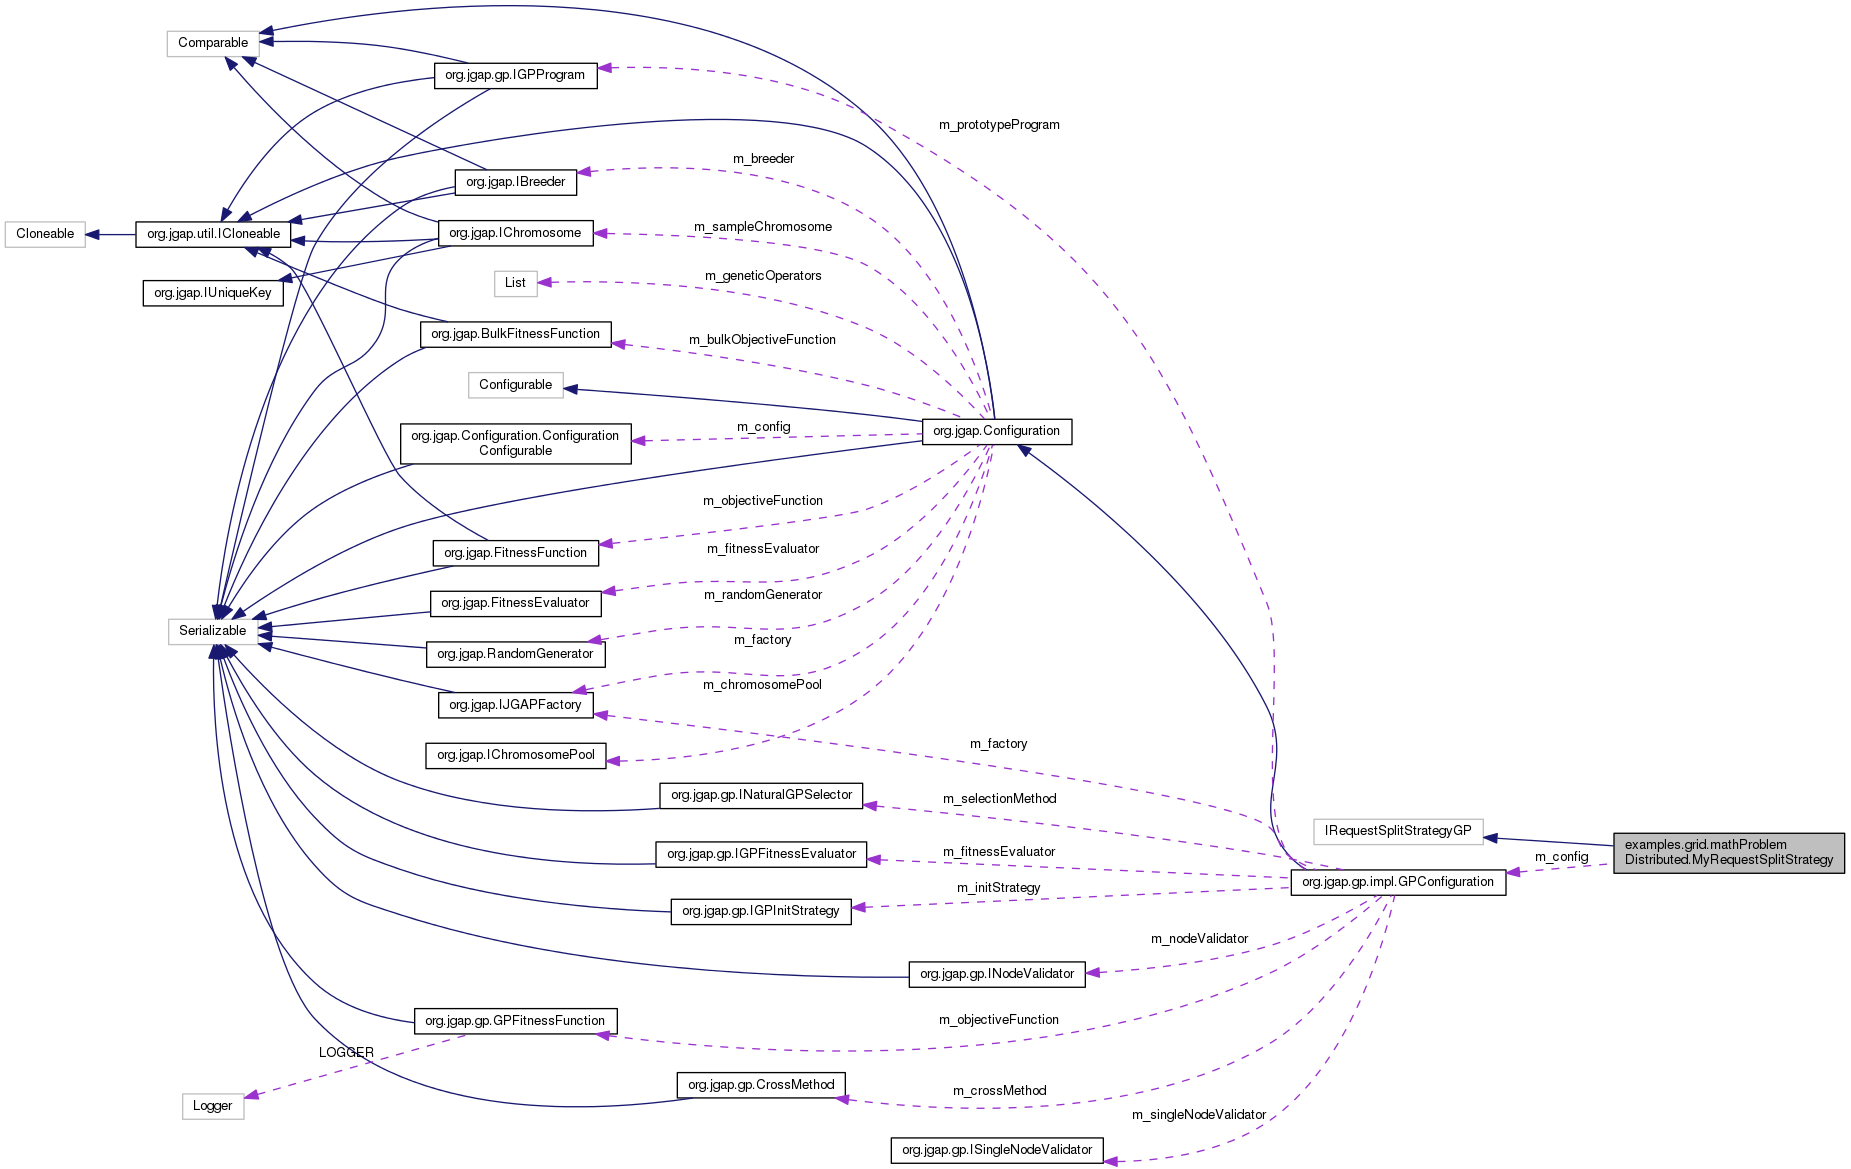 Comparable
org.jgap.gp.IGPProgram
m_prototypeProgram
m_breeder
org.jgap.IBreeder
Cloneable
org.jgap.util.ICloneable
org.jgap.IChromosome
m_sampleChromosome
m_geneticOperators
List
org.jgap.IUniqueKey
org.jgap.BulkFitnessFunction
m_bulkObjectiveFunction
Configurable
org.jgap.Configuration.Configuration
Configurable
m_config
org.jgap.Configuration
m_objectiveFunction
org.jgap.FitnessFunction
m_fitnessEvaluator
org.jgap.FitnessEvaluator
m_randomGenerator
Serializable
org.jgap.RandomGenerator
m_factory
m_chromosomePool
org.jgap.IJGAPFactory
org.jgap.IChromosomePool
m_factory
org.jgap.gp.INaturalGPSelector
m_selectionMethod
IRequestSplitStrategyGP
examples.grid.mathProblem
Distributed.MyRequestSplitStrategy
m_config
org.jgap.gp.IGPFitnessEvaluator
m_fitnessEvaluator
org.jgap.gp.impl.GPConfiguration
m_initStrategy
org.jgap.gp.IGPInitStrategy
m_nodeValidator
org.jgap.gp.INodeValidator
org.jgap.gp.GPFitnessFunction
m_objectiveFunction
LOGGER
org.jgap.gp.CrossMethod
m_crossMethod
Logger
m_singleNodeValidator
org.jgap.gp.ISingleNodeValidator